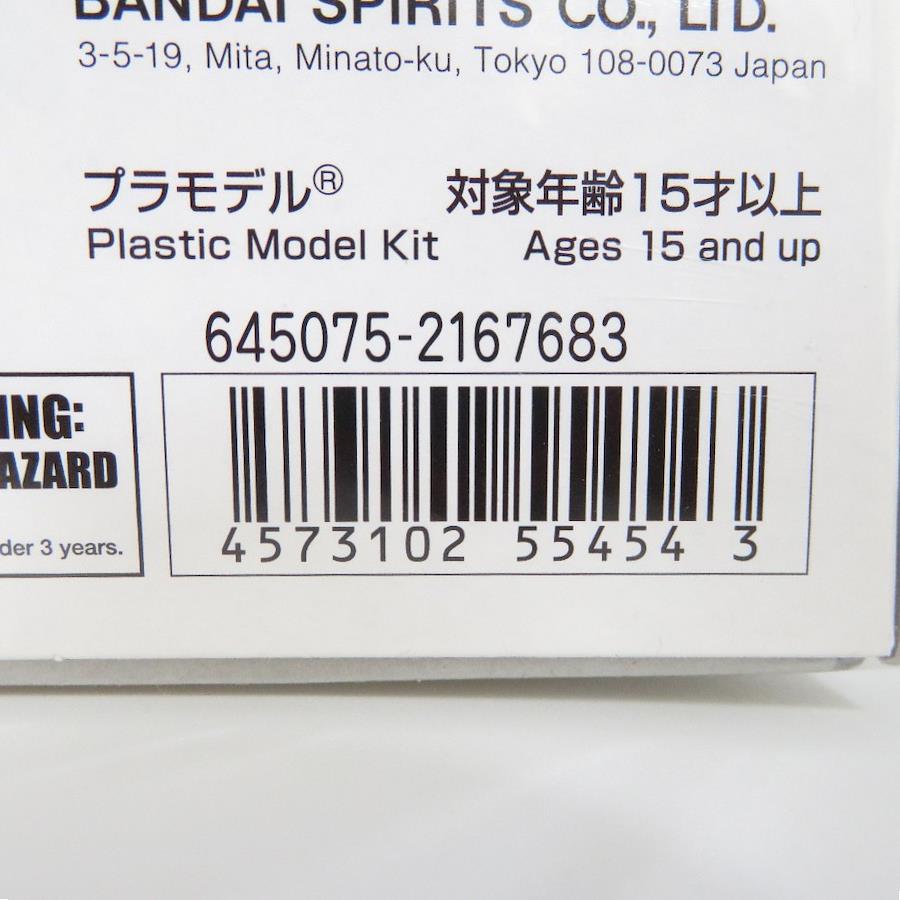 BANDAI SPIRITS CO., LTD.
3-5-19, Mita, Minato-ku, Tokyo 108-0073 Japan
プラモデル® 対象年齢15才以上
Plastic Model Kit Ages 15 and up
645075-2167683
ING:
AZARD
der 3 years.
4573102 55454 3